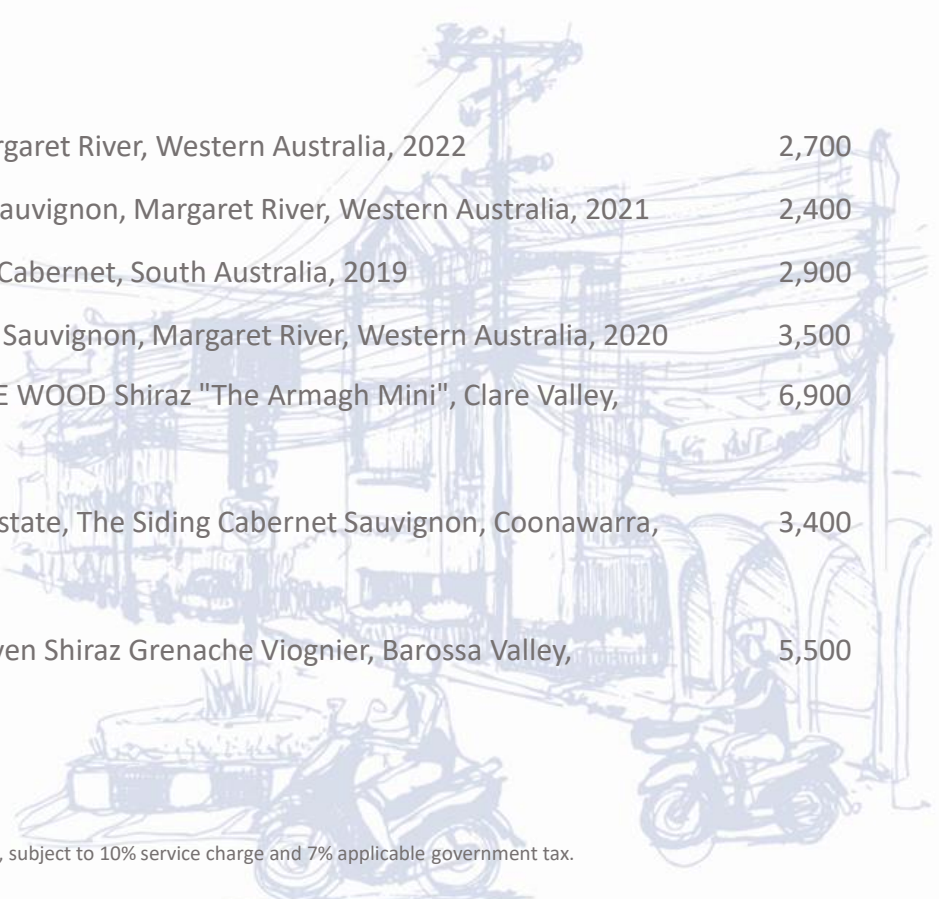 rgaret River, Western Australia, 2022 2,700
auvignon, Margaret River, Western Australia, 2021 2,400
Cabernet, South Australia, 2019 2,900
Sauvignon, Margaret River, Western Australia, 2020 3,500
E WOOD Shiraz "The Armagh Mini", Clare Valley, 6,900
state, The Siding Cabernet Sauvignon, Coonawarra, 3,400
ven Shiraz Grenache Viognier, Barossa Valley, 5,500
, subject to 10% service charge and 7% applicable government tax.